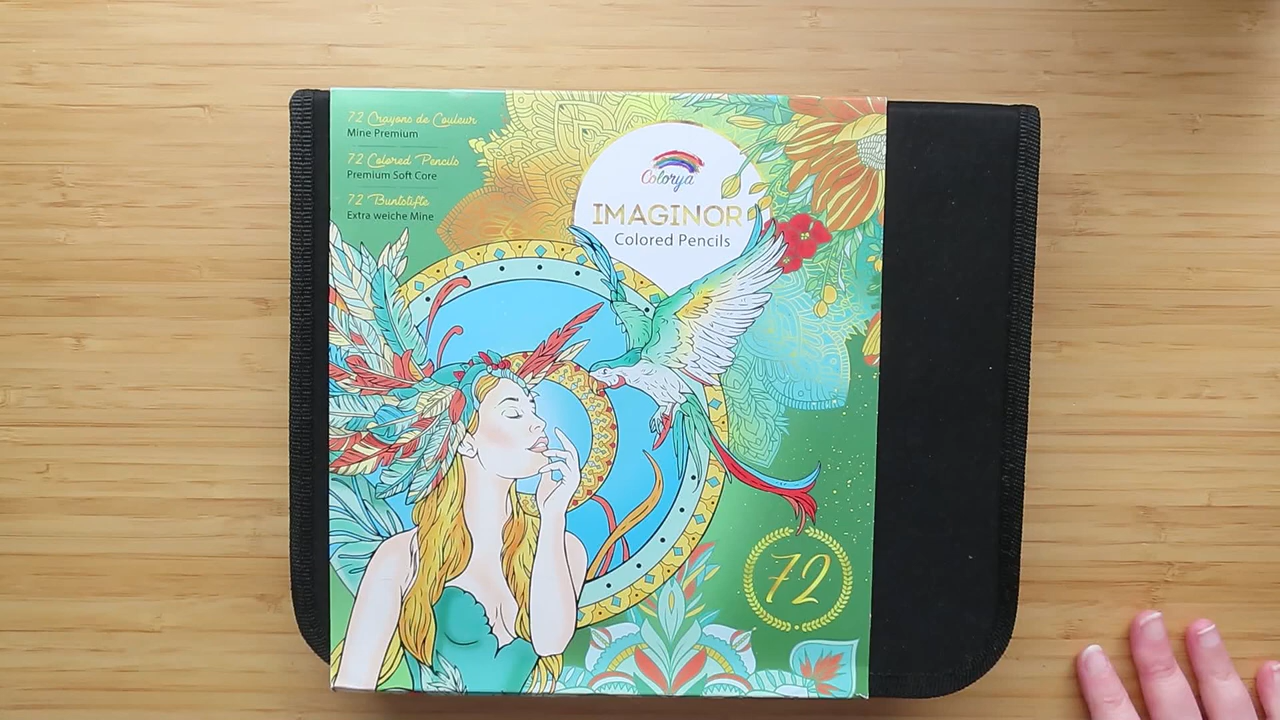 72 Crayons de Couleurs
Mine Premium
72 Colored Pencils
Premium Soft Core
72 Buntstifte
Extra weiche Mine
Colorya
IMAGINOR
Colored Pencils
72